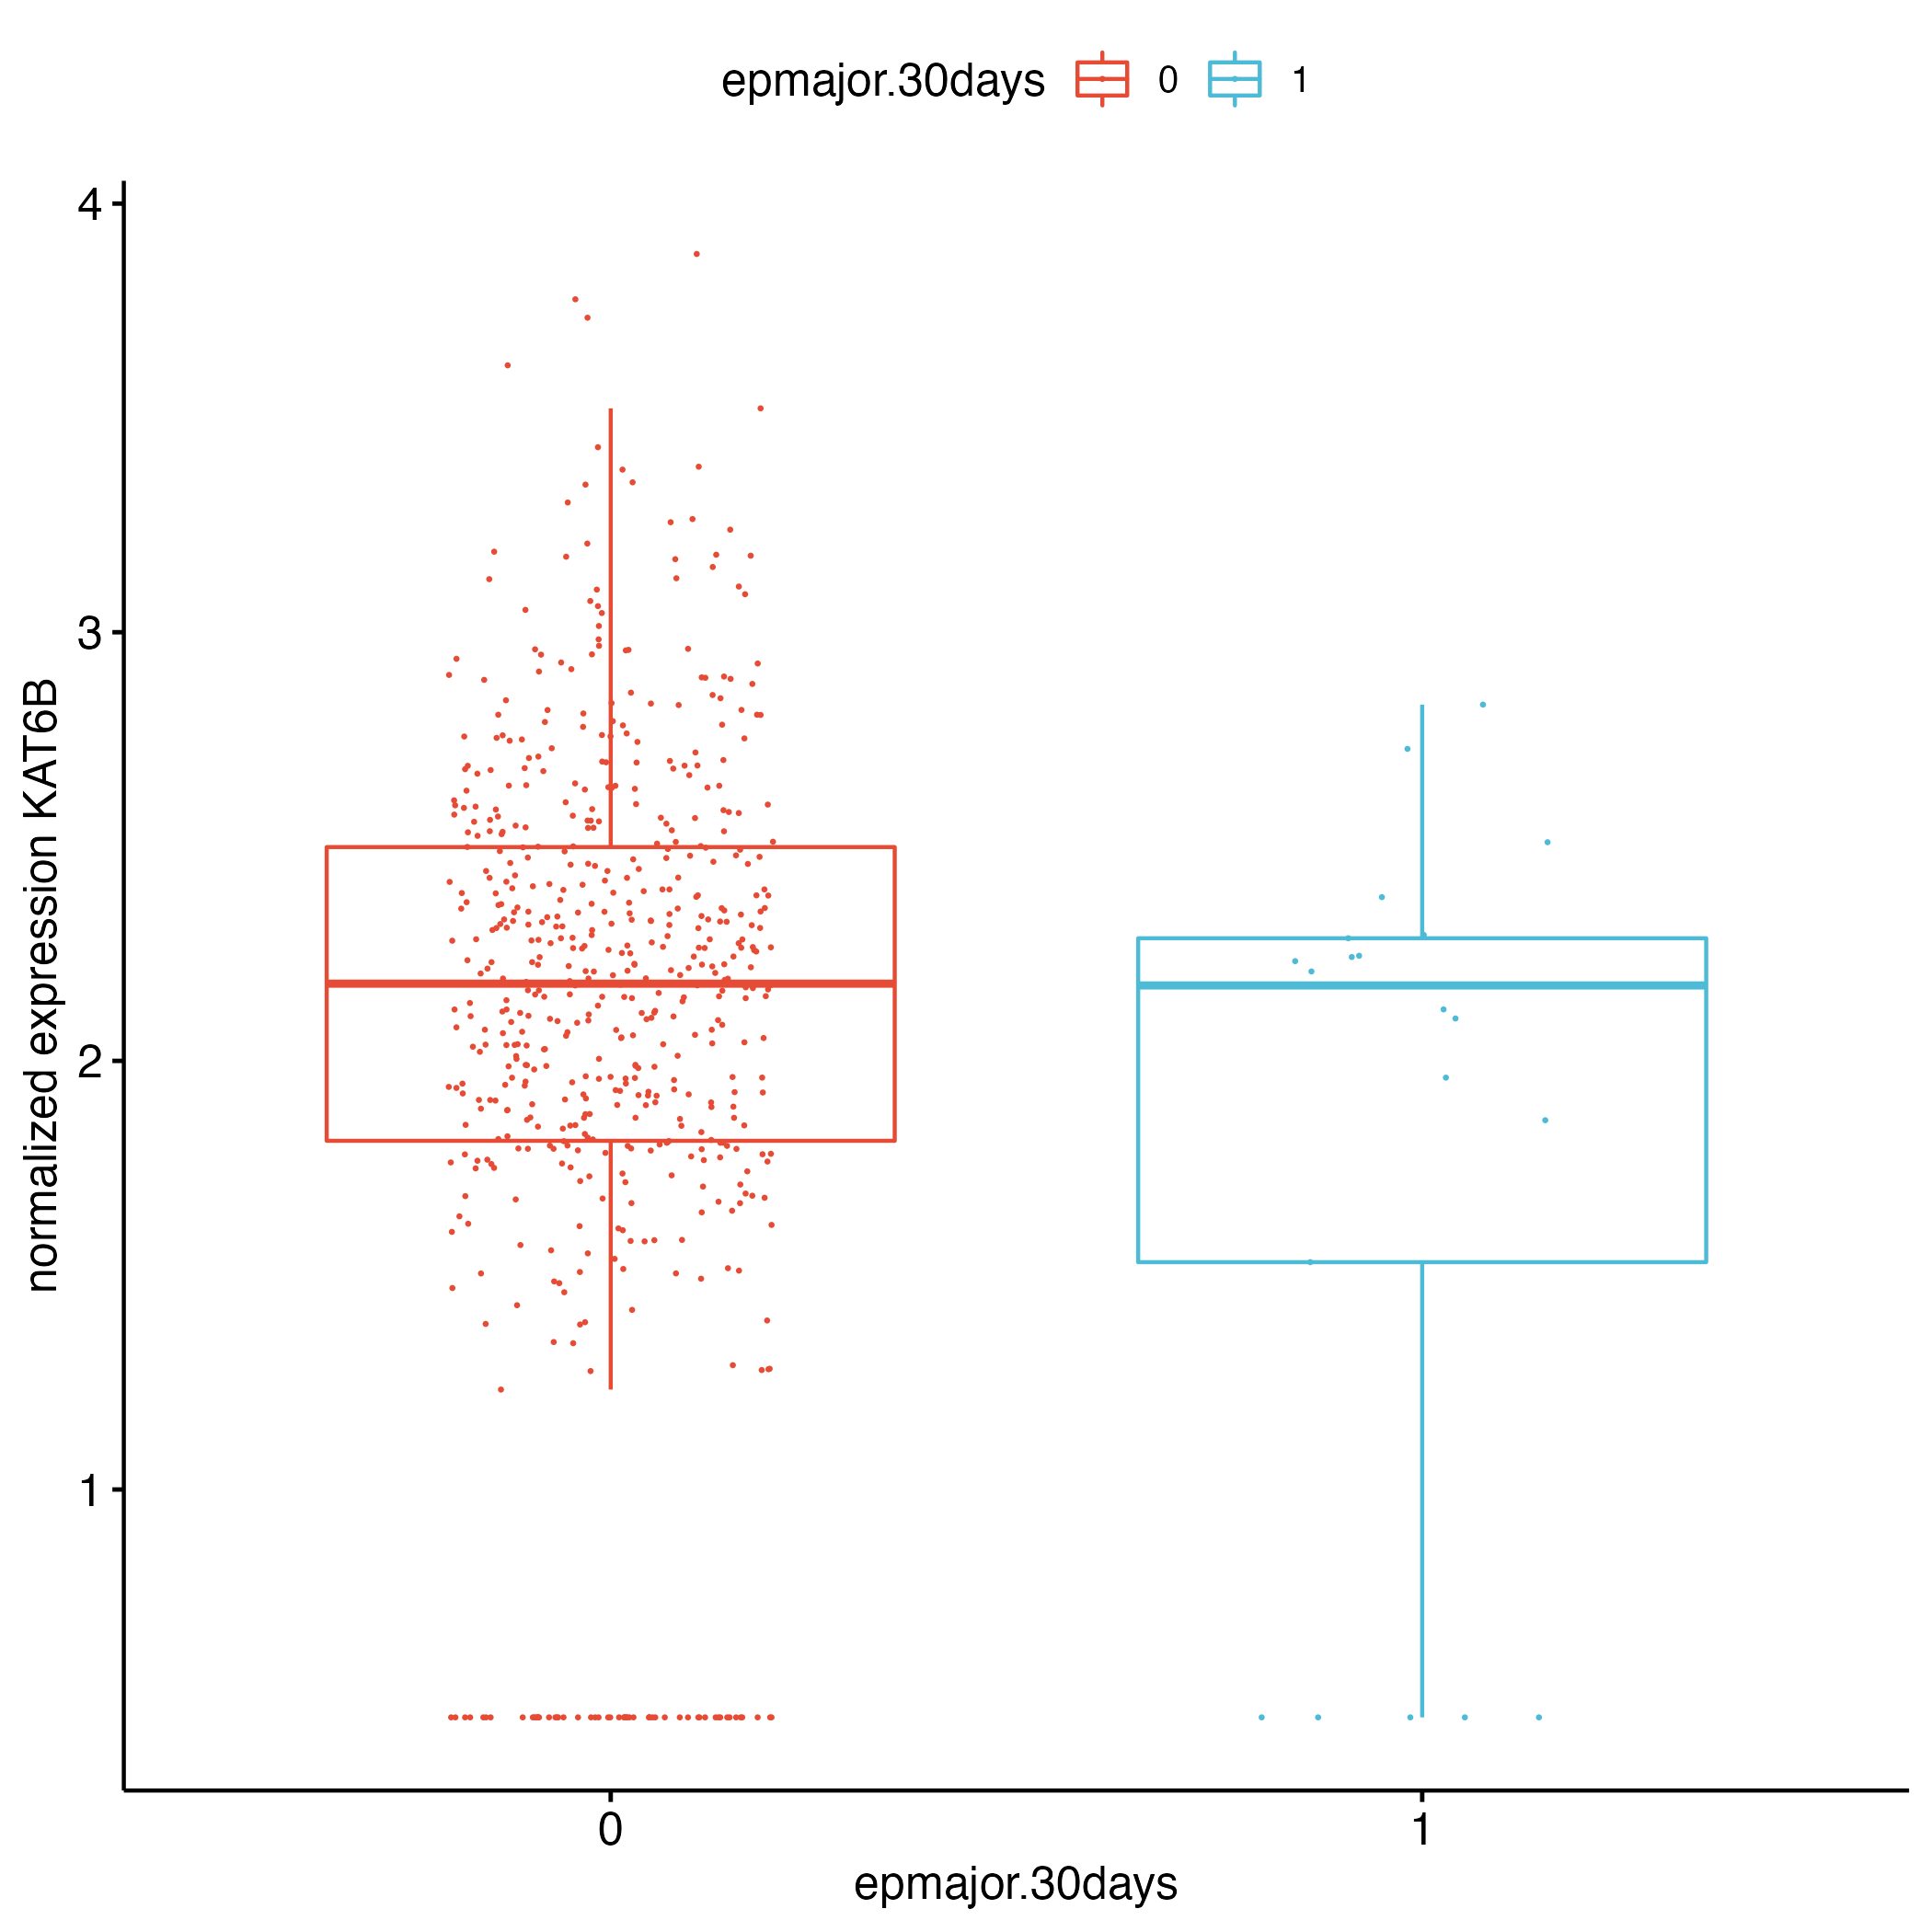 epmajor.30days 0 1
4
3
2
1
normalized expression KAT6B
0 1
epmajor.30days